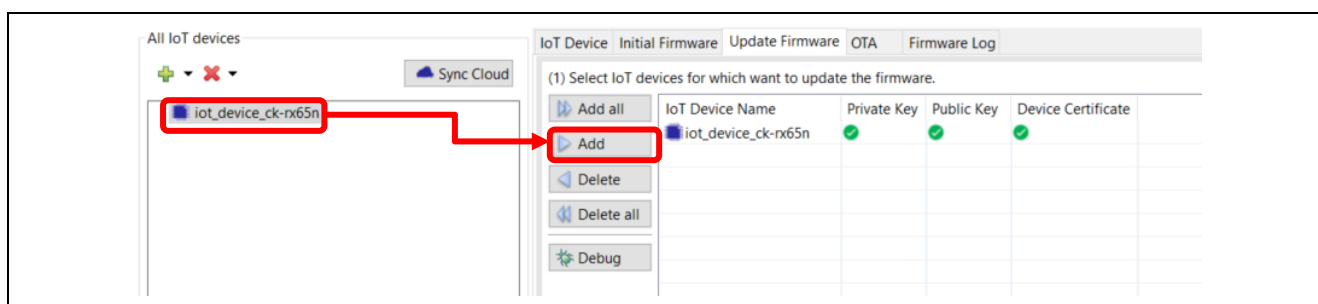 All IoT devices
Sync Cloud
iot_device_ck-rx65n
IoT Device Initial Firmware Update Firmware OTA Firmware Log
(1) Select IoT devices for which want to update the firmware.
Add all
Add
Delete
Delete all
Debug
IoT Device Name Private Key Public Key Device Certificate
iot_device_ck-rx65n